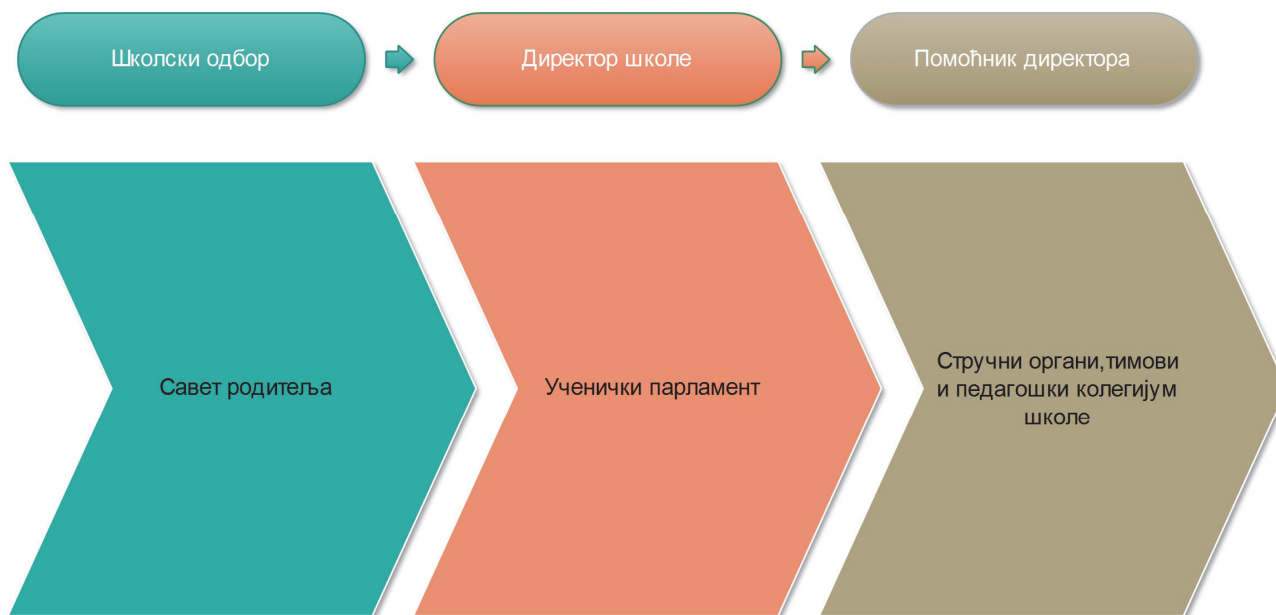 Школски одбор
Директор школе
Помоћник директора
Савет родитеља
Ученички парламент
Стручни органи,тимови
и педагошки колегијум
школе